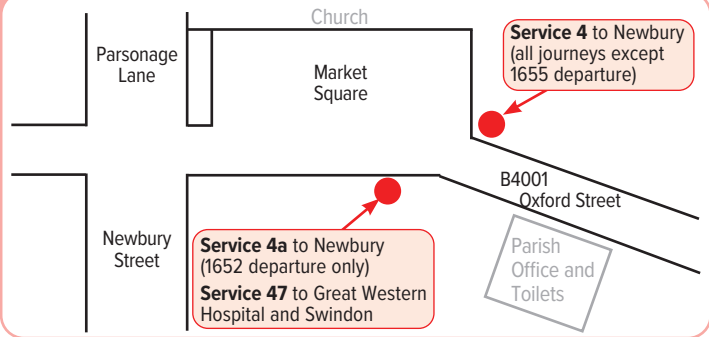 Church
Parsonage
Lane
Market
Square
Service 4 to Newbury
(all journeys except
1655 departure)
B4001
Oxford Street
Newbury
Street
Service 4a to Newbury
(1652 departure only)
Service 47 to Great Western
Hospital and Swindon
Parish
Office and
Toilets